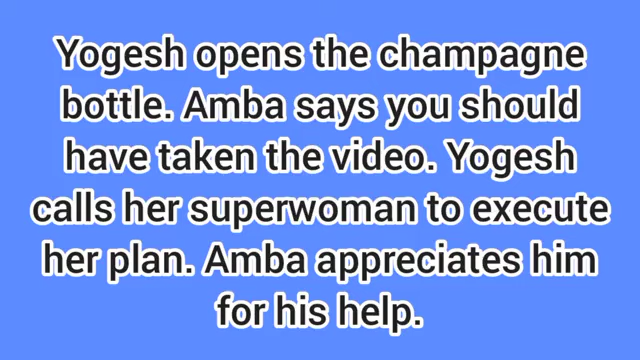 Yogesh opens the champagne
bottle. Amba says you should
have taken the video. Yogesh
calls her superwoman to execute
her plan. Amba appreciates him
for his help.